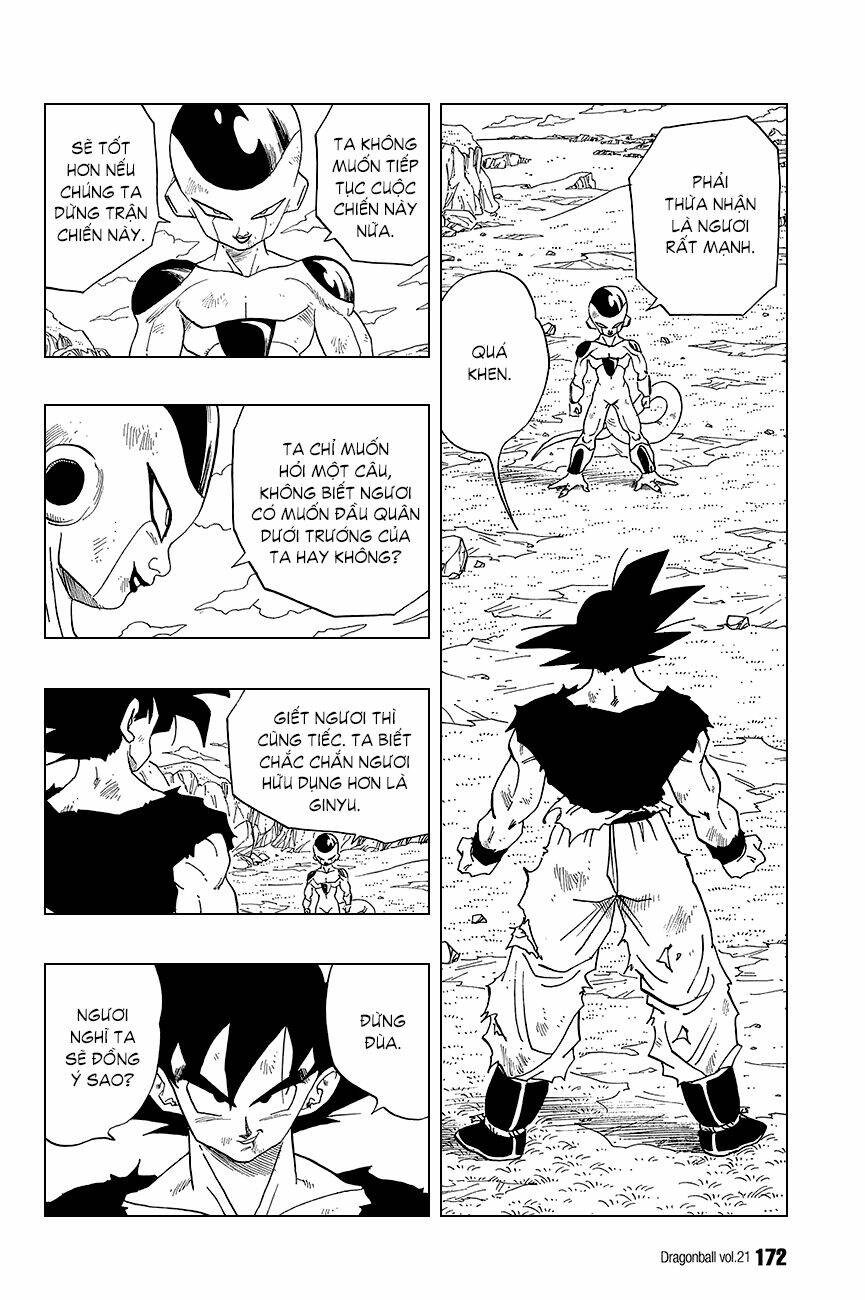 PHẢI
THỪA NHẬN
LÀ NGƯƠI
RẤT MẠNH.
QUÁ
KHEN.
TA KHÔNG
MUỐN TIẾP
TỤC CUỘC
CHIẾN NÀY
NỮA.
SẼ TỐT
HƠN NẾU
CHÚNG TA
DỪNG TRẬN
CHIẾN NÀY.
TA CHỈ MUỐN
HỎI MỘT CÂU,
KHÔNG BIẾT NGƯƠI
CÓ MUỐN ĐẦU QUÂN
DƯỚI TRƯỚNG CỦA
TA HAY KHÔNG?
GIẾT NGƯƠI THÌ
CŨNG TIẾC. TA BIẾT
CHẮC CHẮN NGƯƠI
HỮU DỤNG HƠN LÀ
GINYU.
ĐỪNG
ĐÙA.
NGƯƠI
NGHĨ TA
SẼ ĐỒNG
Ý SAO?
Dragonball vol.21 172